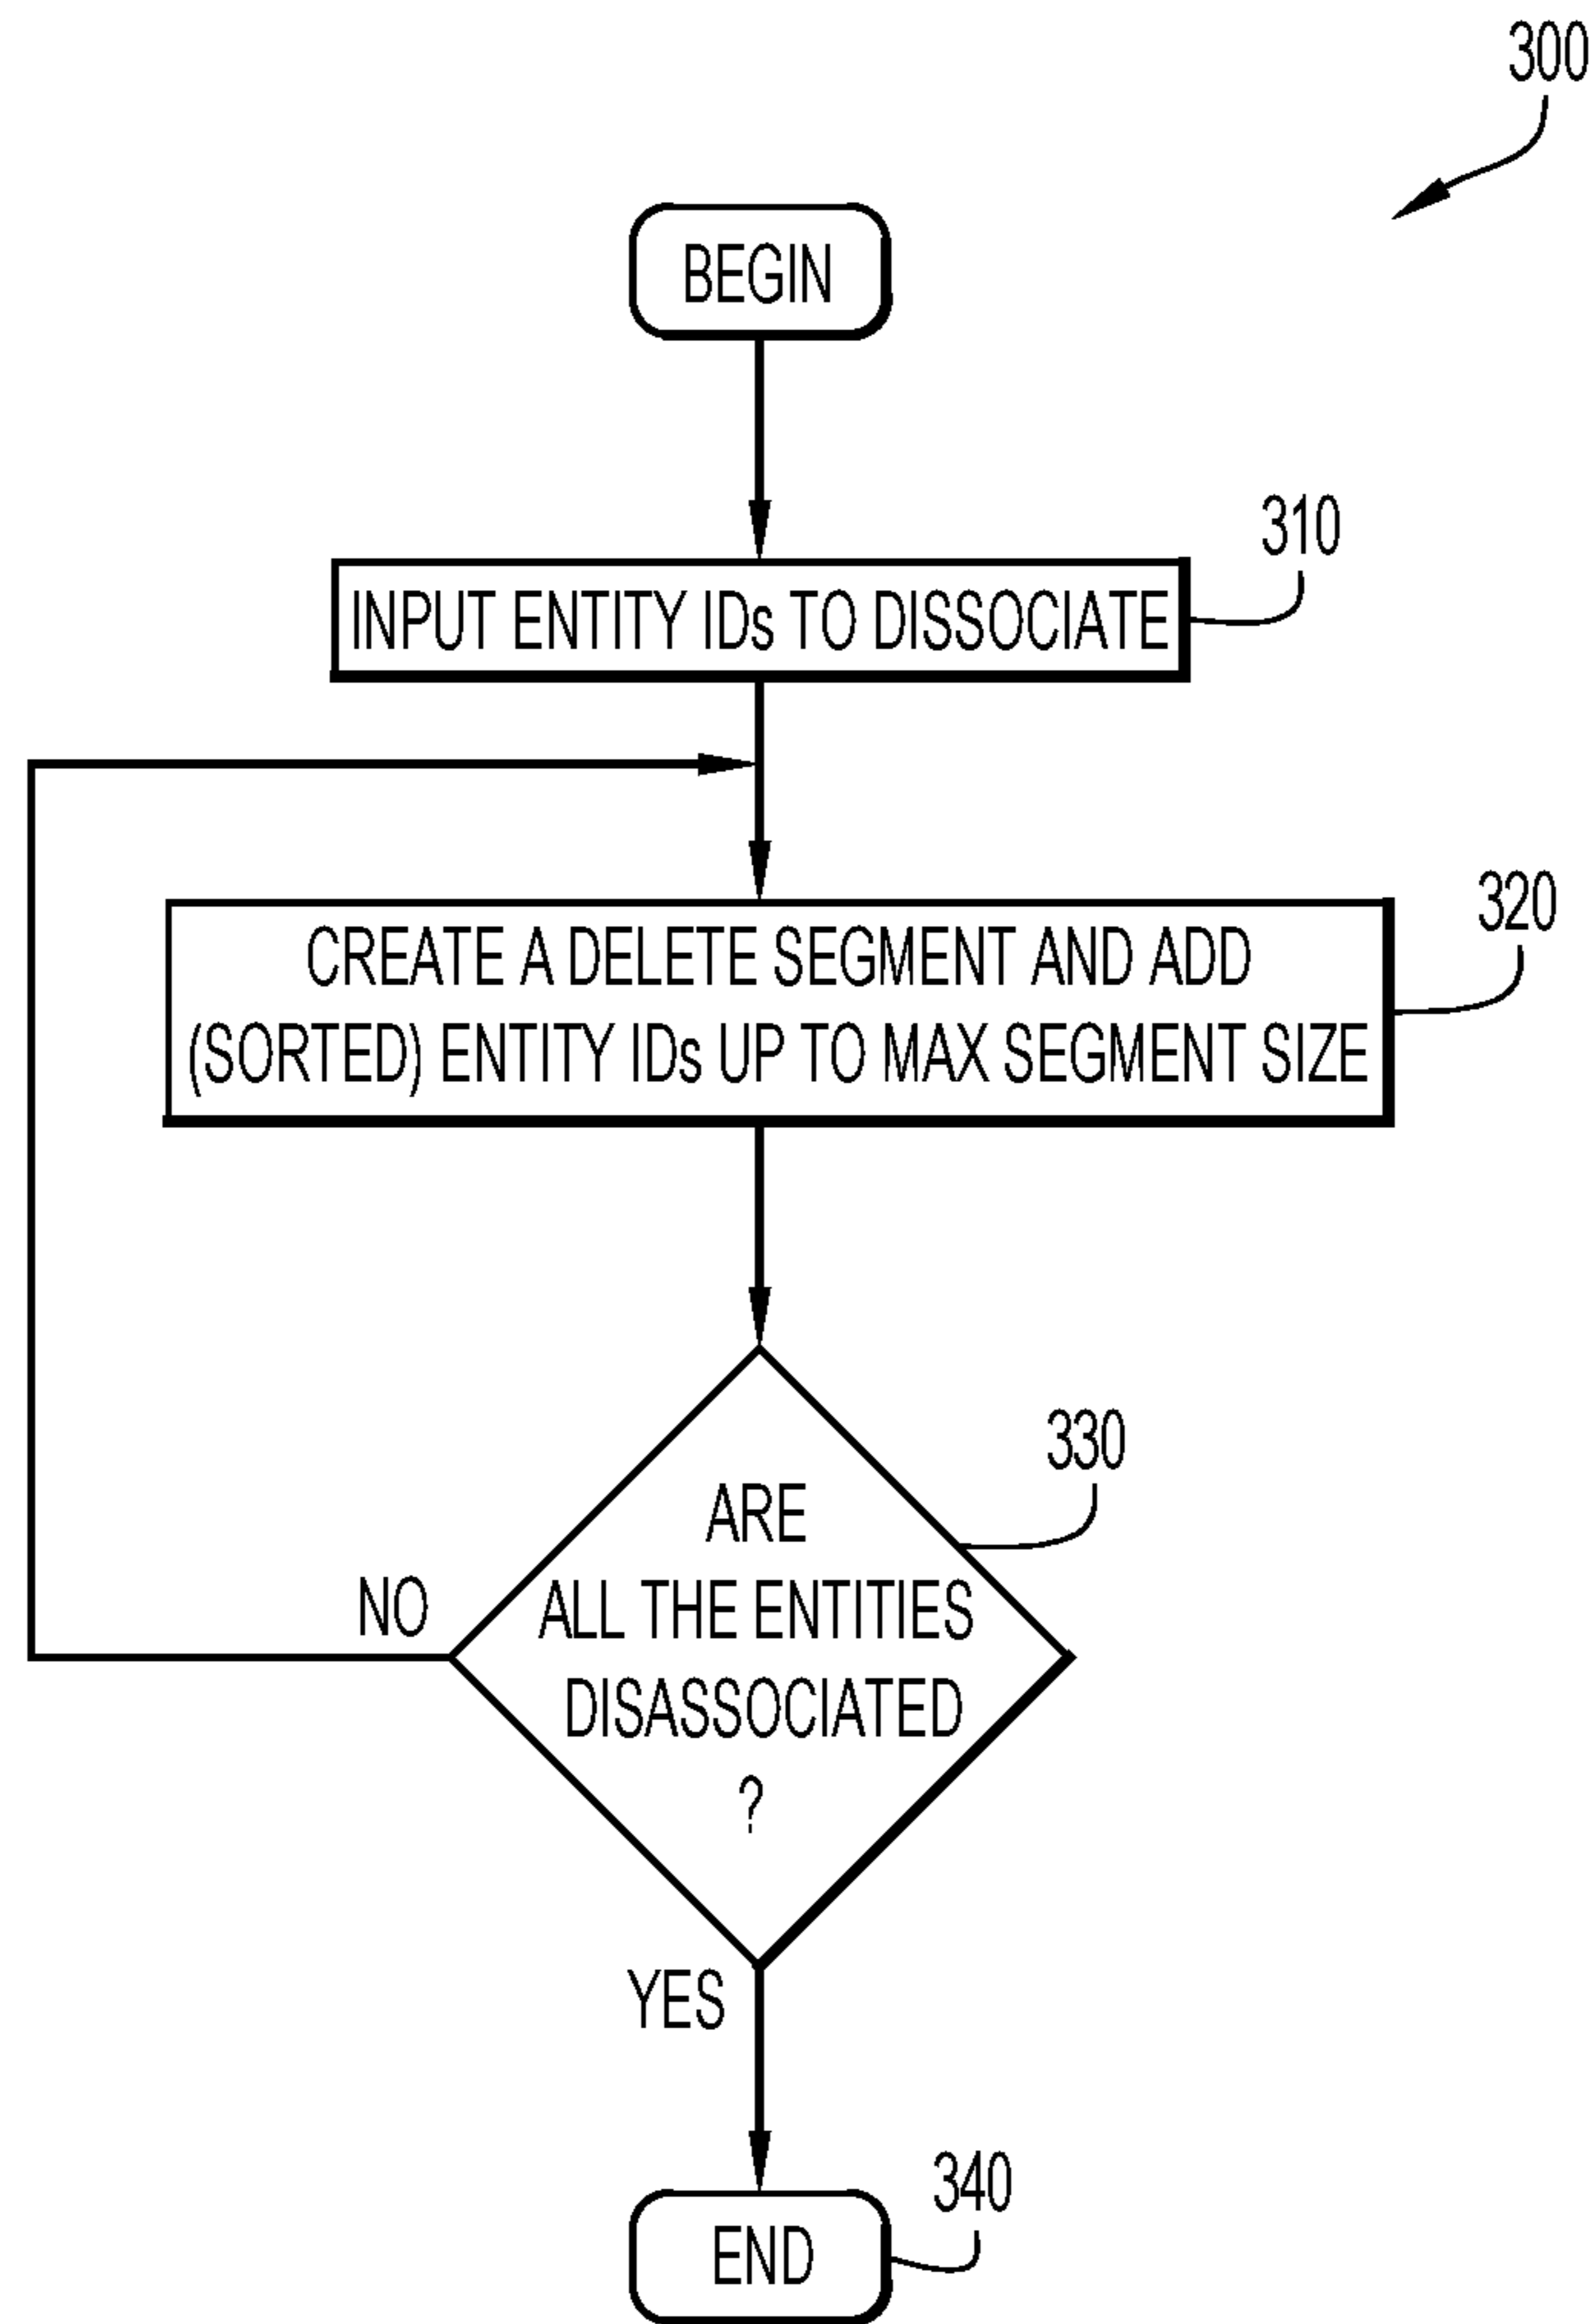 300
BEGIN
310
INPUT ENTITY IDs TO DISSOCIATE
320
CREATE A DELETE SEGMENT AND ADD
(SORTED) ENTITY IDs UP TO MAX SEGMENT SIZE
330
ARE
ALL THE ENTITIES
DISASSOCIATED
?
NO
YES
340
END